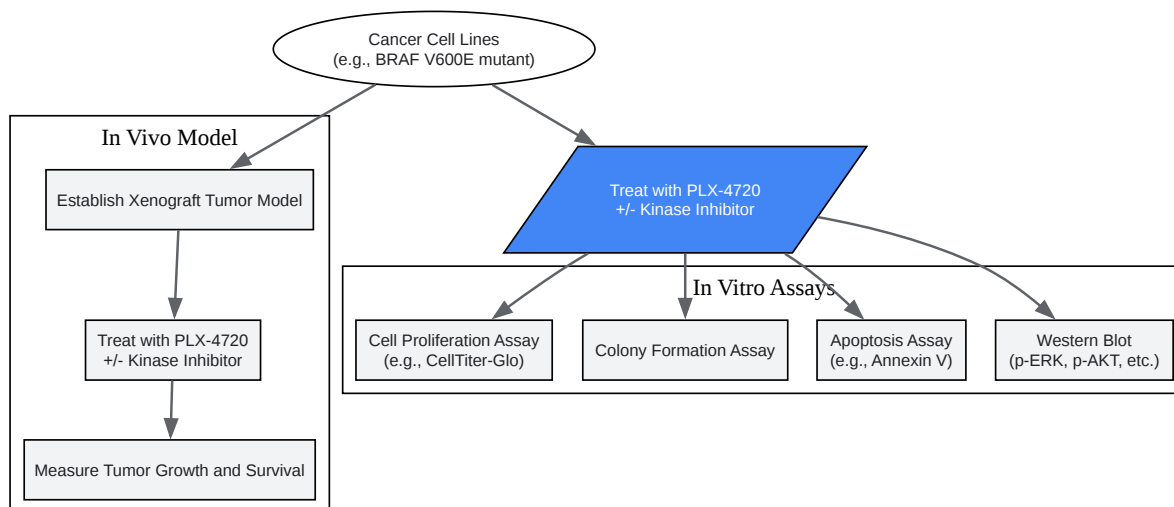 Cancer Cell Lines
(e.g., BRAF V600E mutant)
In Vivo Model
Establish Xenograft Tumor Model
Treat with PLX-4720
+/- Kinase Inhibitor
Measure Tumor Growth and Survival
Treat with PLX-4720
+/- Kinase Inhibitor
In Vitro Assays
Cell Proliferation Assay
(e.g., CellTiter-Glo)
Colony Formation Assay
Apoptosis Assay
(e.g., Annexin V)
Western Blot
(p-ERK, p-AKT, etc.)